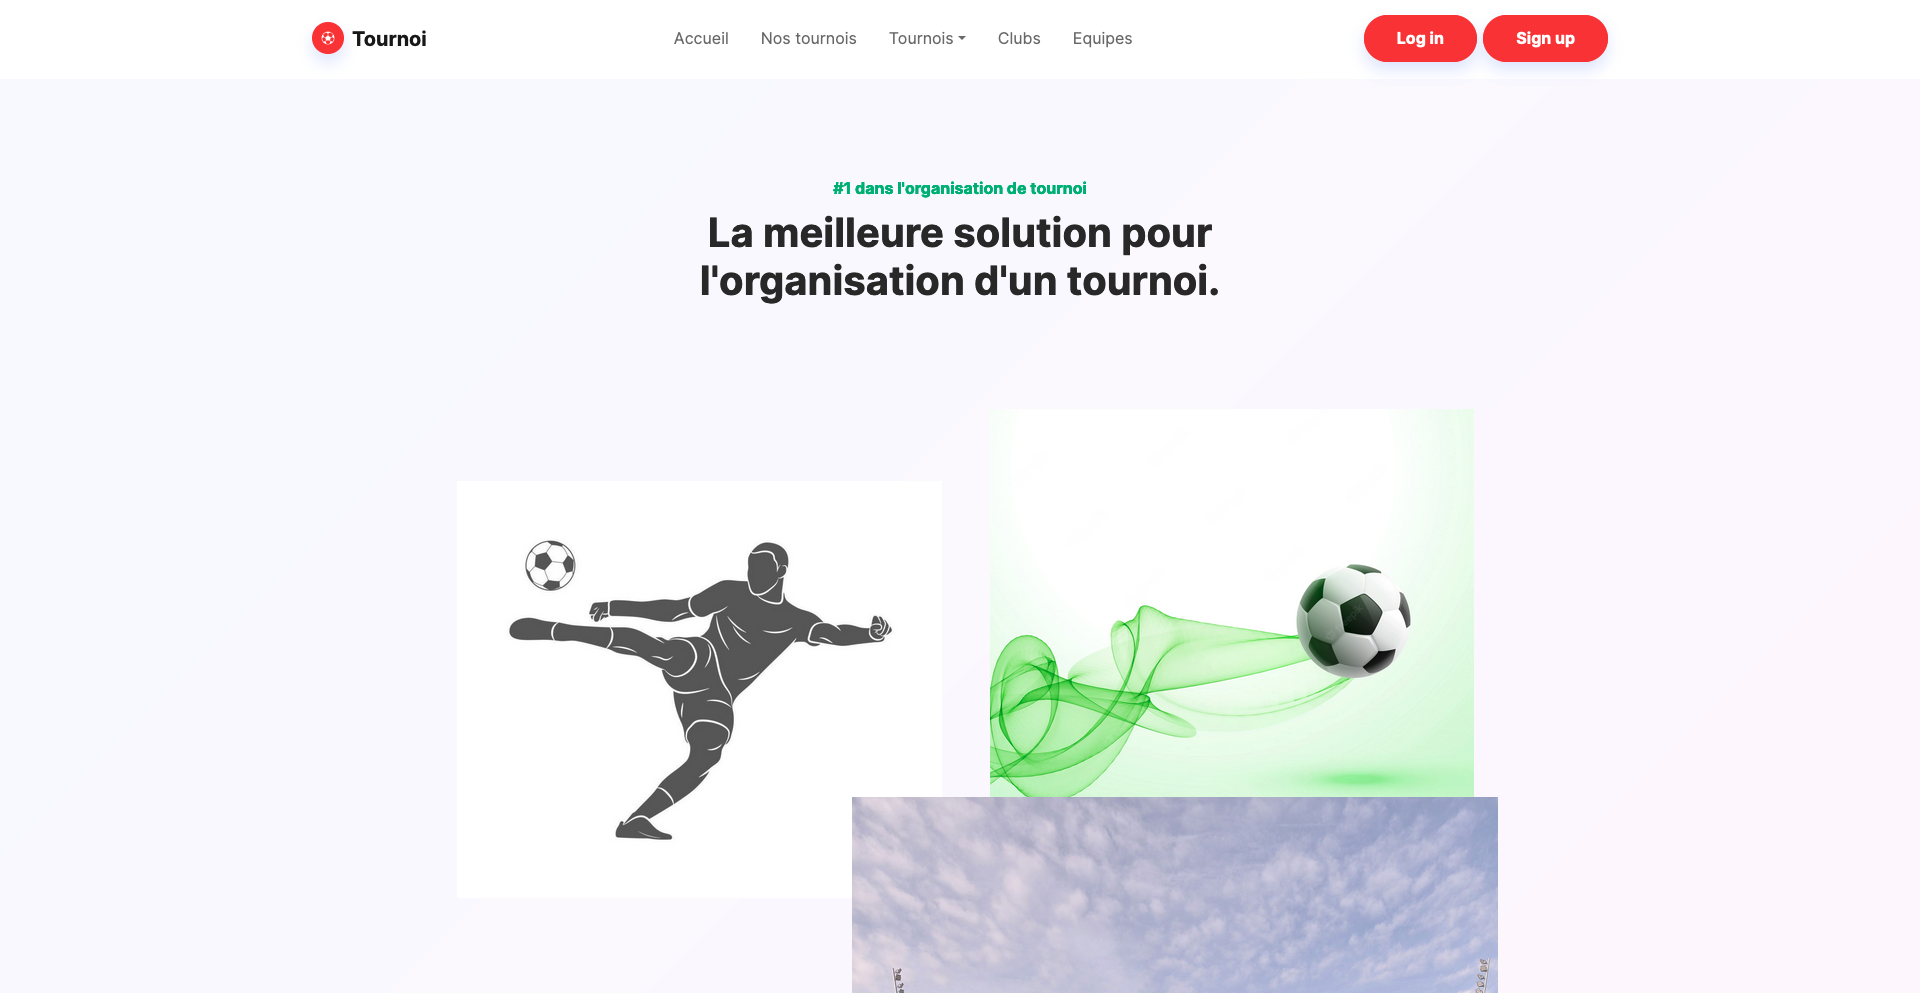 Tournoi
Accueil
Nos tournois
Tournois
Clubs
Equipes
Log in
Sign up
#1 dans l'organisation de tournoi
La meilleure solution pour
l'organisation d'un tournoi.